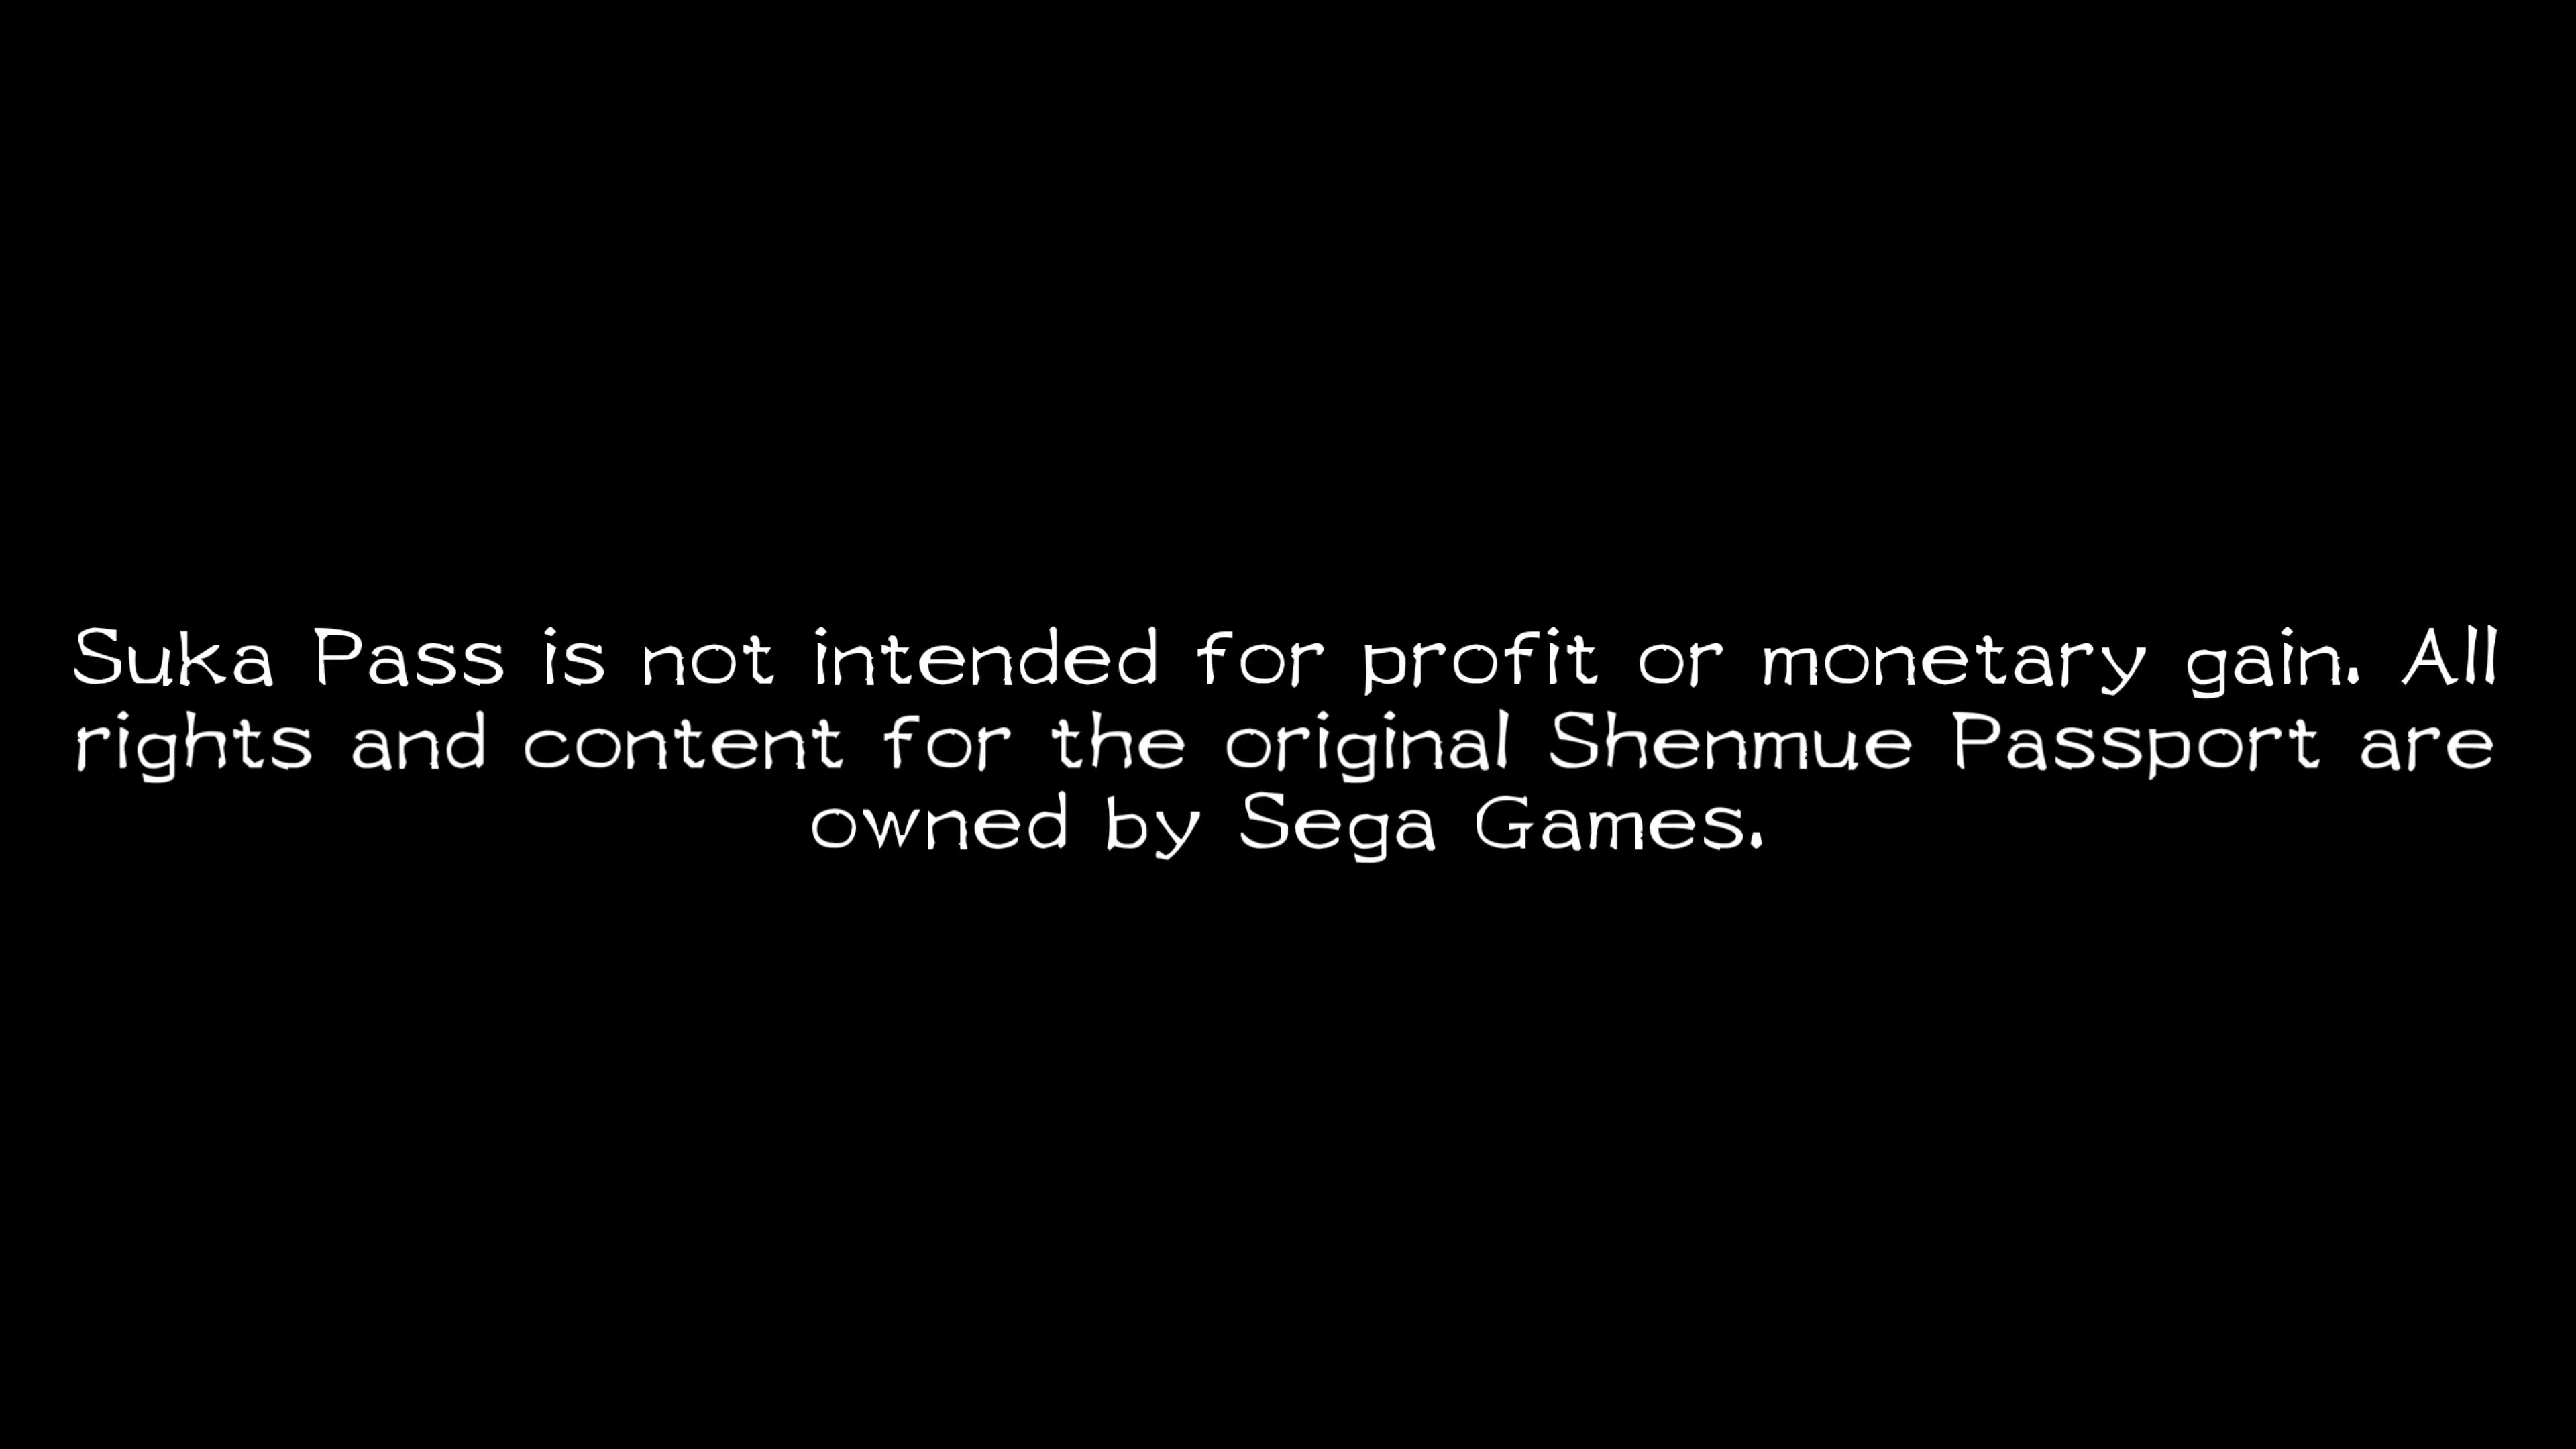 Suka Pass is not intended for profit or monetary gain. All
rights and content for the original Shenmue Passport are
owned by Sega Games.